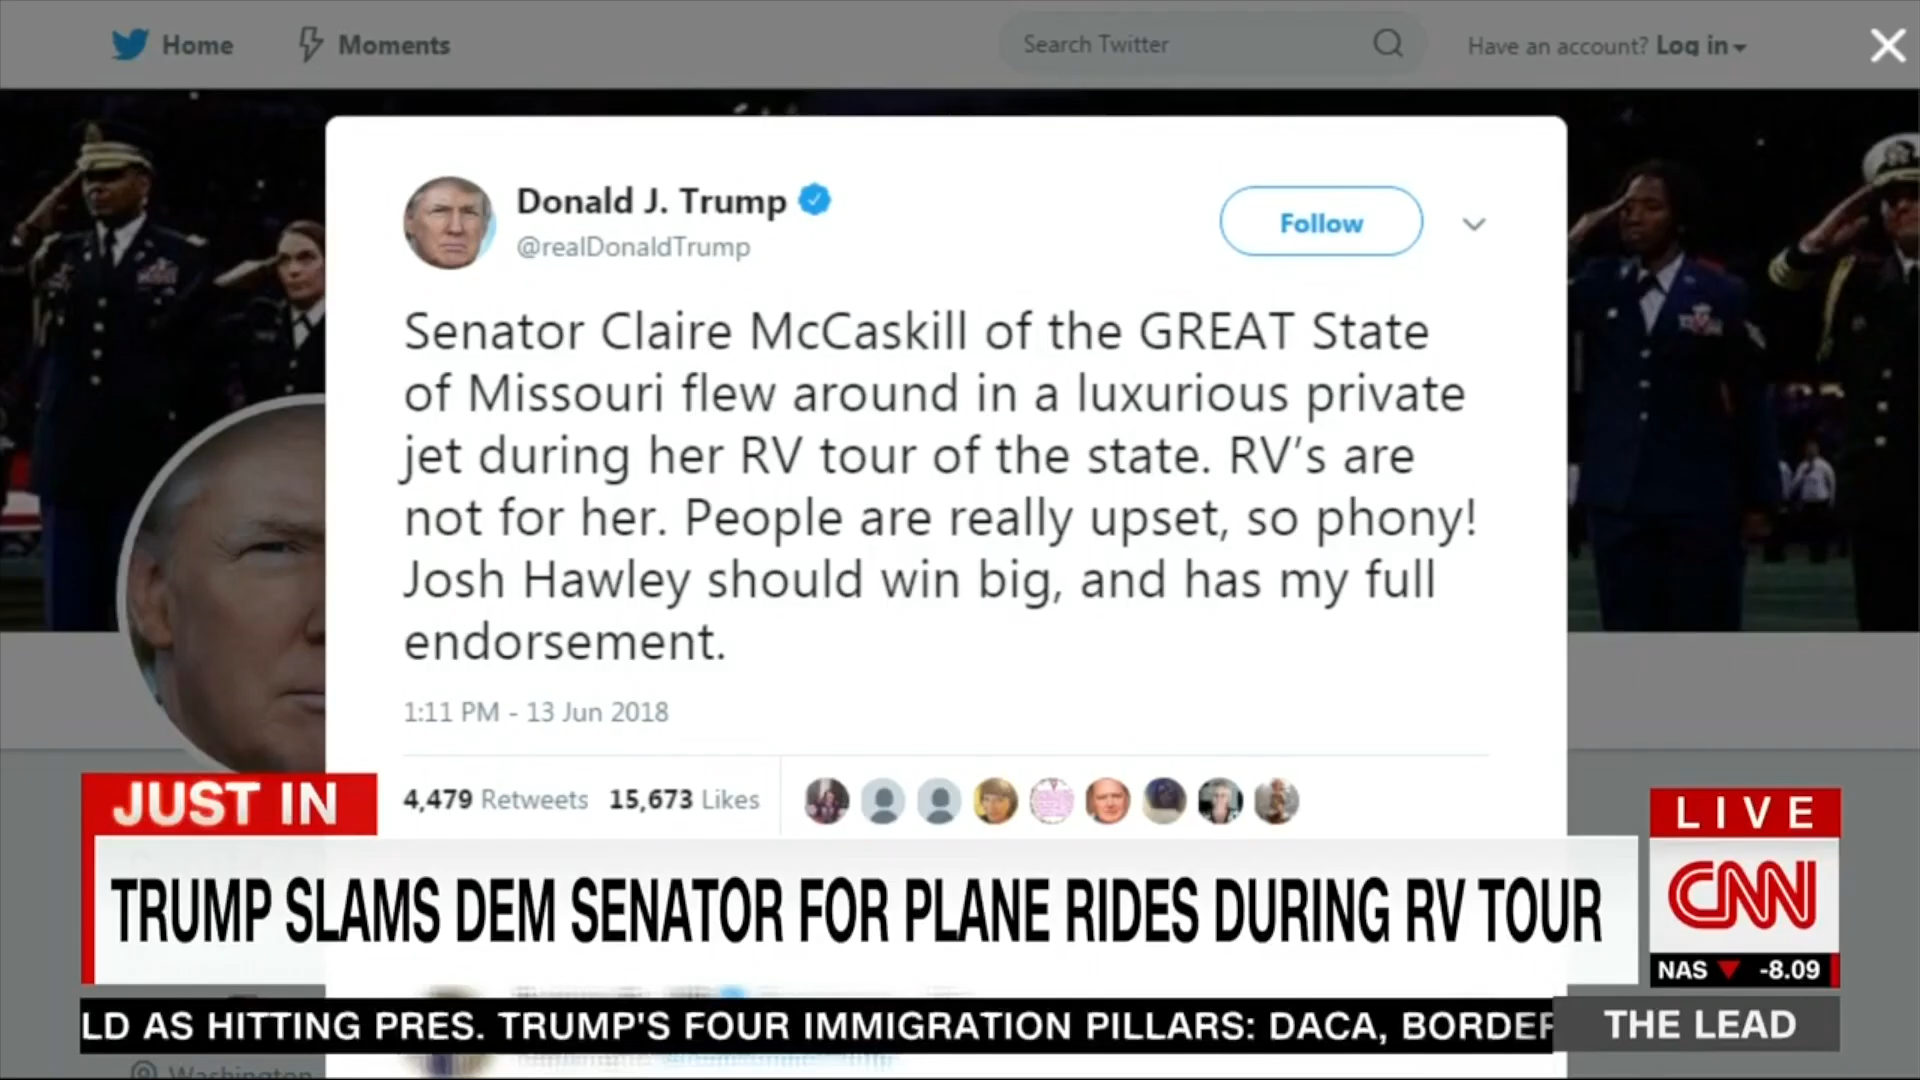 Home
Moments
Search Twitter
Have an account? Log in
Donald J. Trump
@realDonaldTrump
Follow
Senator Claire McCaskill of the GREAT State
of Missouri flew around in a luxurious private
jet during her RV tour of the state. RV's are
not for her. People are really upset, so phony!
Josh Hawley should win big, and has my full
endorsement.
1:11 PM - 13 Jun 2018
4,479 Retweets 15,673 Likes
JUST IN
TRUMP SLAMS DEM SENATOR FOR PLANE RIDES DURING RV TOUR
LIVE
CNN
NAS -8.09
LD AS HITTING PRES. TRUMP'S FOUR IMMIGRATION PILLARS: DACA, BORDER
THE LEAD
Washington